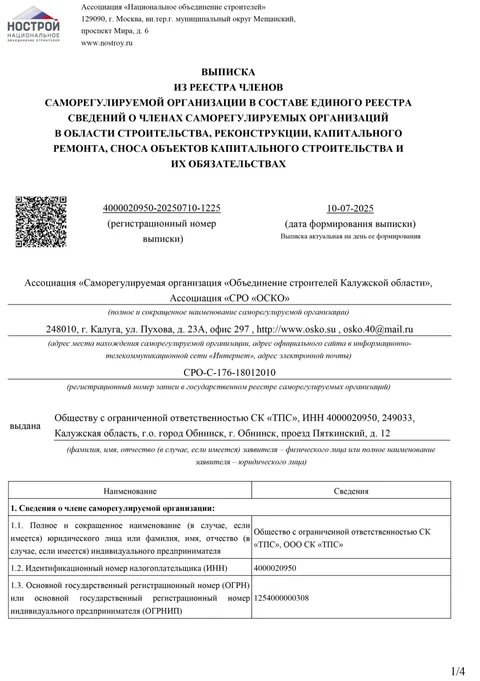 НОСТРОЙ
НАЦИОНАЛЬНОЕ
ОБЪЕДИНЕНИЕ СТРОИТЕЛЕЙ
Ассоциация «Национальное объединение строителей»
129090, г. Москва, вн.тер.г. муниципальный округ Мещанский,
проспект Мира, д. 6
www.nostroy.ru
ВЫПИСКА
ИЗ РЕЕСТРА ЧЛЕНОВ
САМОРЕГУЛИРУЕМОЙ ОРГАНИЗАЦИИ В СОСТАВЕ ЕДИНОГО РЕЕСТРА
СВЕДЕНИЙ О ЧЛЕНАХ САМОРЕГУЛИРУЕМЫХ ОРГАНИЗАЦИЙ
В ОБЛАСТИ СТРОИТЕЛЬСТВА, РЕКОНСТРУКЦИИ, КАПИТАЛЬНОГО
РЕМОНТА, СНОСА ОБЪЕКТОВ КАПИТАЛЬНОГО СТРОИТЕЛЬСТВА И
ИХ ОБЯЗАТЕЛЬСТВАХ
4000020950-20250710-1225
(регистрационный номер
выписки)
10-07-2025
(дата формирования выписки)
Выписка актуальная на день ее формирования
Ассоциация «Саморегулируемая организация «Объединение строителей Калужской области»,
Ассоциация «СРО «ОСКО»
(полное и сокращенное наименование саморегулируемой организации)
248010, г. Калуга, ул. Пухова, д. 23А, офис 297 , http://www.osko.su , osko.40@mail.ru
(адрес места нахождения саморегулируемой организации, адрес официального сайта в информационно-
телекоммуникационной сети «Интернет», адрес электронной почты)
СРО-С-176-18012010
(регистрационный номер записи в государственном реестре саморегулируемых организаций)
выдана
Обществу с ограниченной ответственностью СК «ТПС», ИНН 4000020950, 249033,
Калужская область, г.о. город Обнинск, г. Обнинск, проезд Пяткинский, д. 12
(фамилия, имя, отчество (в случае, если имеется) заявителя – физического лица или полное наименование
заявителя – юридического лица)
Наименование
Сведения
1. Сведения о члене саморегулируемой организации:
1.1. Полное и сокращенное наименование (в случае, если
имеется) юридического лица или фамилия, имя, отчество (в
случае, если имеется) индивидуального предпринимателя
Общество с ограниченной ответственностью СК
«ТПС», ООО СК «ТПС»
1.2. Идентификационный номер налогоплательщика (ИНН)
4000020950
1.3. Основной государственный регистрационный номер (ОГРН)
или основной государственный регистрационный номер
индивидуального предпринимателя (ОГРНИП)
1254000000308
1/4